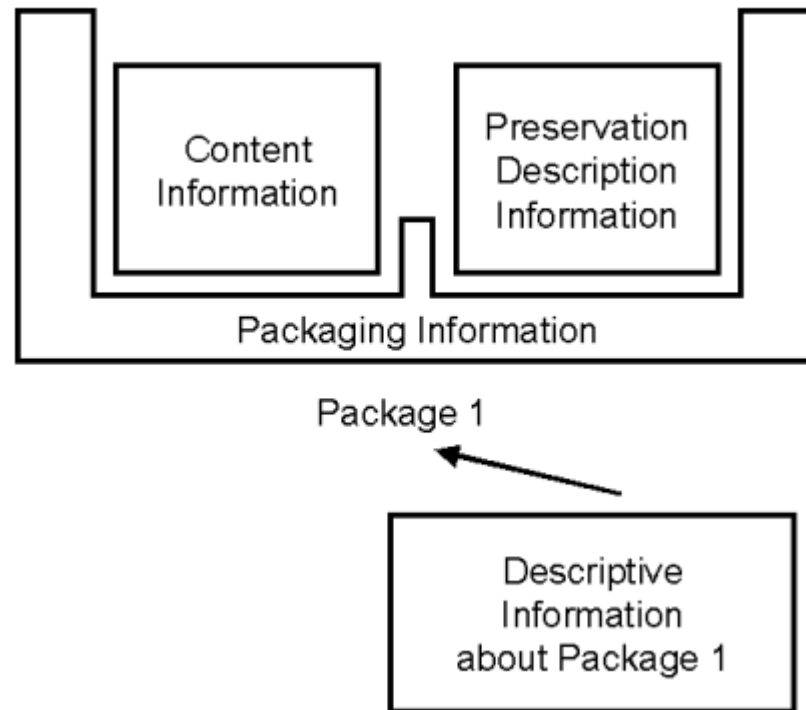 Content
Information
Preservation
Description
Information
Packaging Information
Package 1
Descriptive
Information
about Package 1